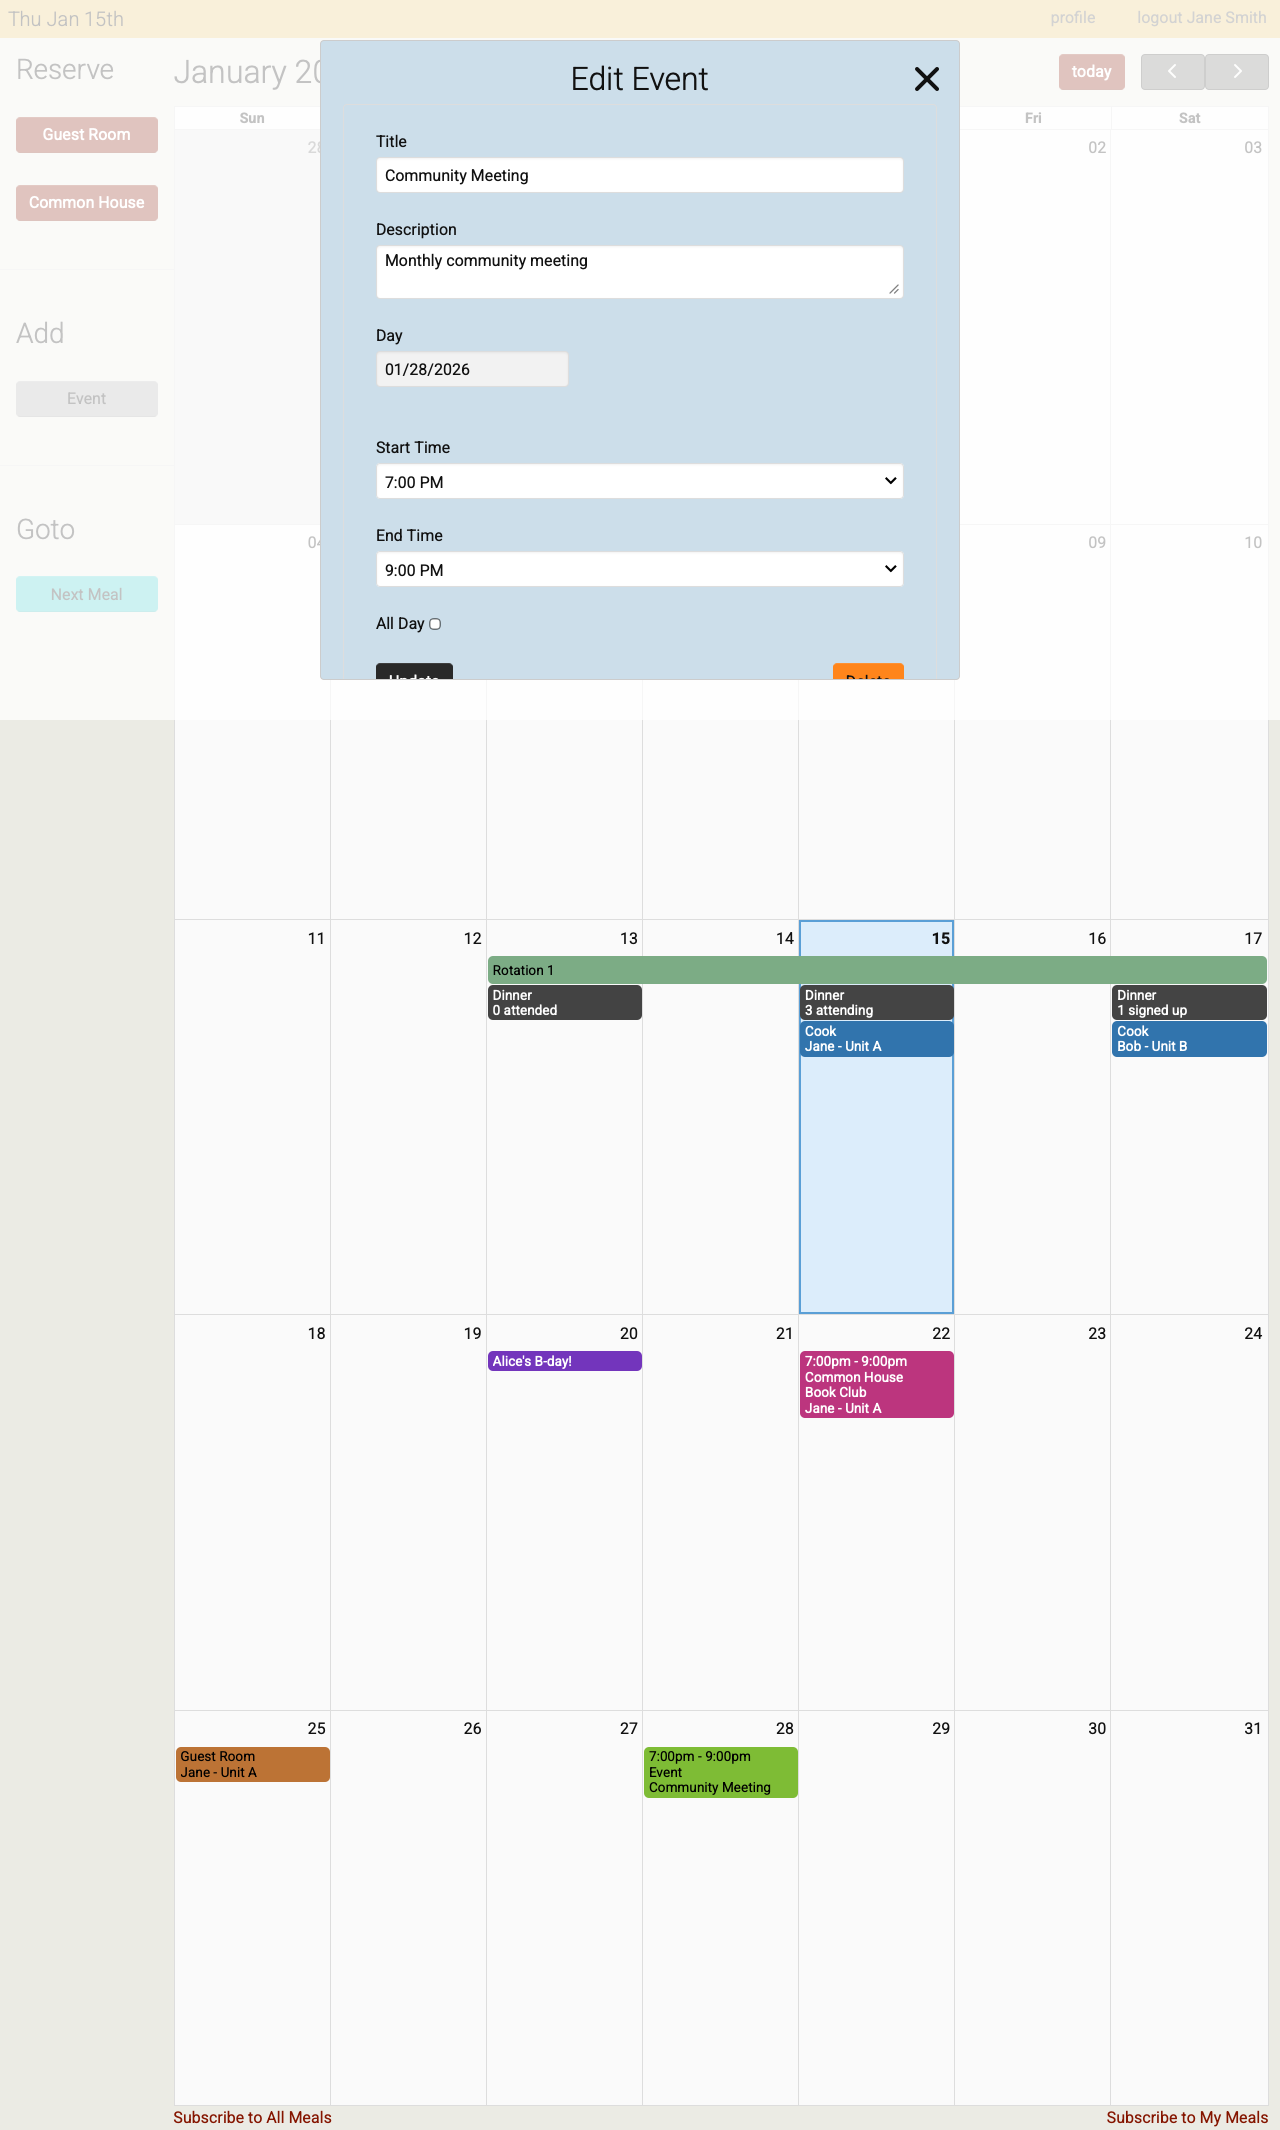 Thu Jan 15th
profile
logout Jane Smith
Reserve
Guest Room
Common House
Add
Event
Goto
Next Meal
January 20
today
Sun
Fri
Sat
28
02
03
04
09
10
Edit Event
Title
Community Meeting
Description
Monthly community meeting
Day
01/28/2026
Start Time
7:00 PM
End Time
9:00 PM
All Day
Update
Delete
11
12
13
14
15
16
17
Rotation 1
Dinner
0 attended
Dinner
3 attending
Cook
Jane - Unit A
Dinner
1 signed up
Cook
Bob - Unit B
18
19
20
21
22
23
24
Alice's B-day!
7:00pm - 9:00pm
Common House
Book Club
Jane - Unit A
25
26
27
28
29
30
31
Guest Room
Jane - Unit A
7:00pm - 9:00pm
Event
Community Meeting
Subscribe to All Meals
Subscribe to My Meals